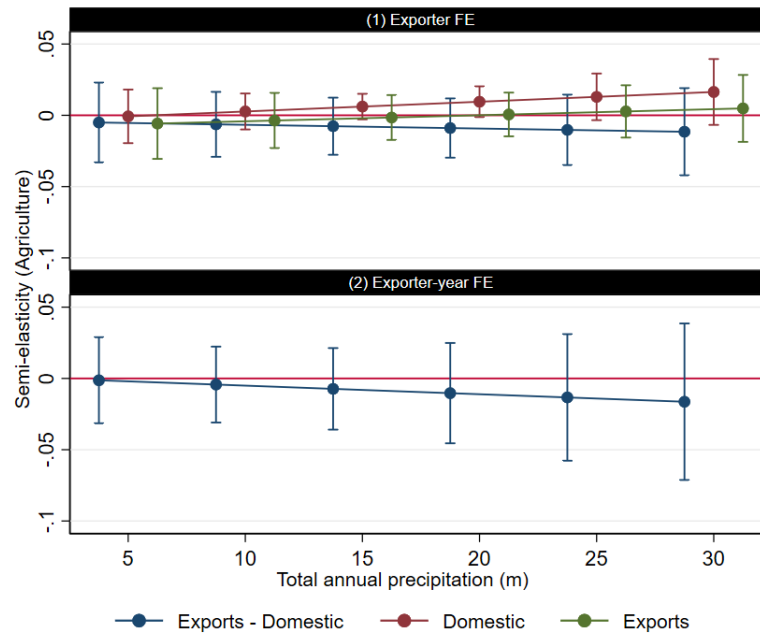 (1) Exporter FE
.05
0
-.05
-.1
(2) Exporter-year FE
.05
0
-.05
-.1
Semi-elasticity (Agriculture)
5 10 15 20 25 30
Total annual precipitation (m)
Exports - Domestic Domestic Exports